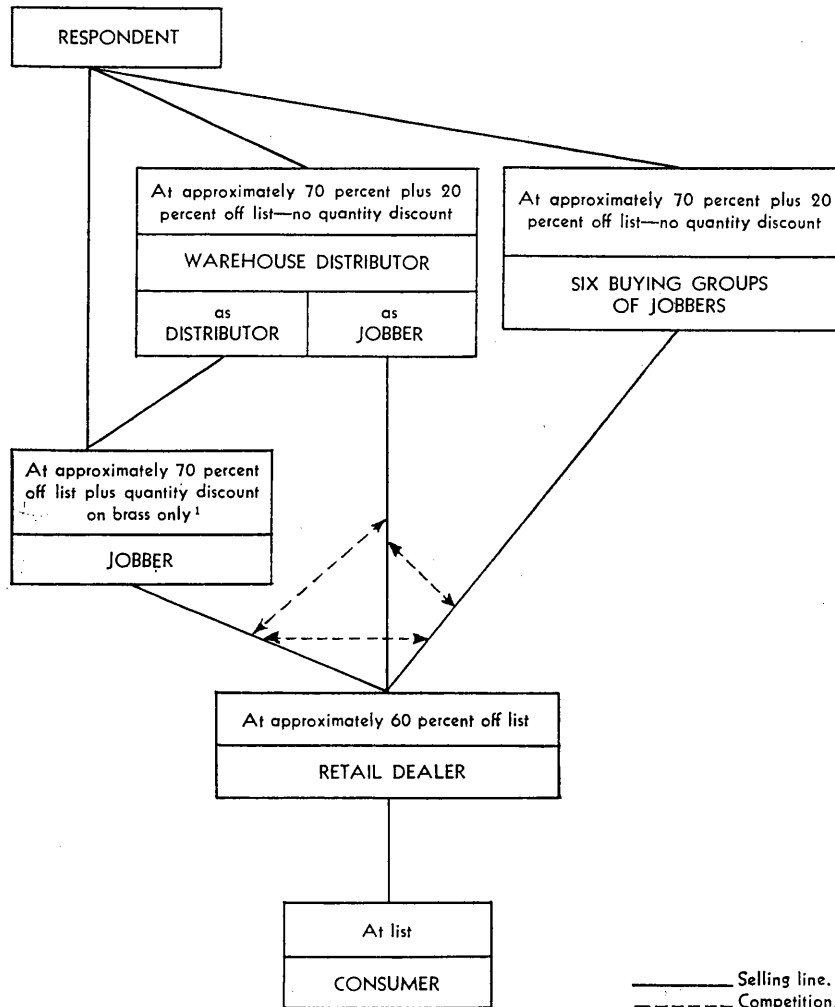 RESPONDENT
At approximately 70 percent plus 20
percent off list—no quantity discount
WAREHOUSE DISTRIBUTOR
as
DISTRIBUTOR
as
JOBBER
At approximately 70 percent plus 20
percent off list—no quantity discount
SIX BUYING GROUPS
OF JOBBERS
At approximately 70 percent
off list plus quantity discount
on brass only ¹
JOBBER
At approximately 60 percent off list
RETAIL DEALER
At list
CONSUMER
Selling line.
Competition.